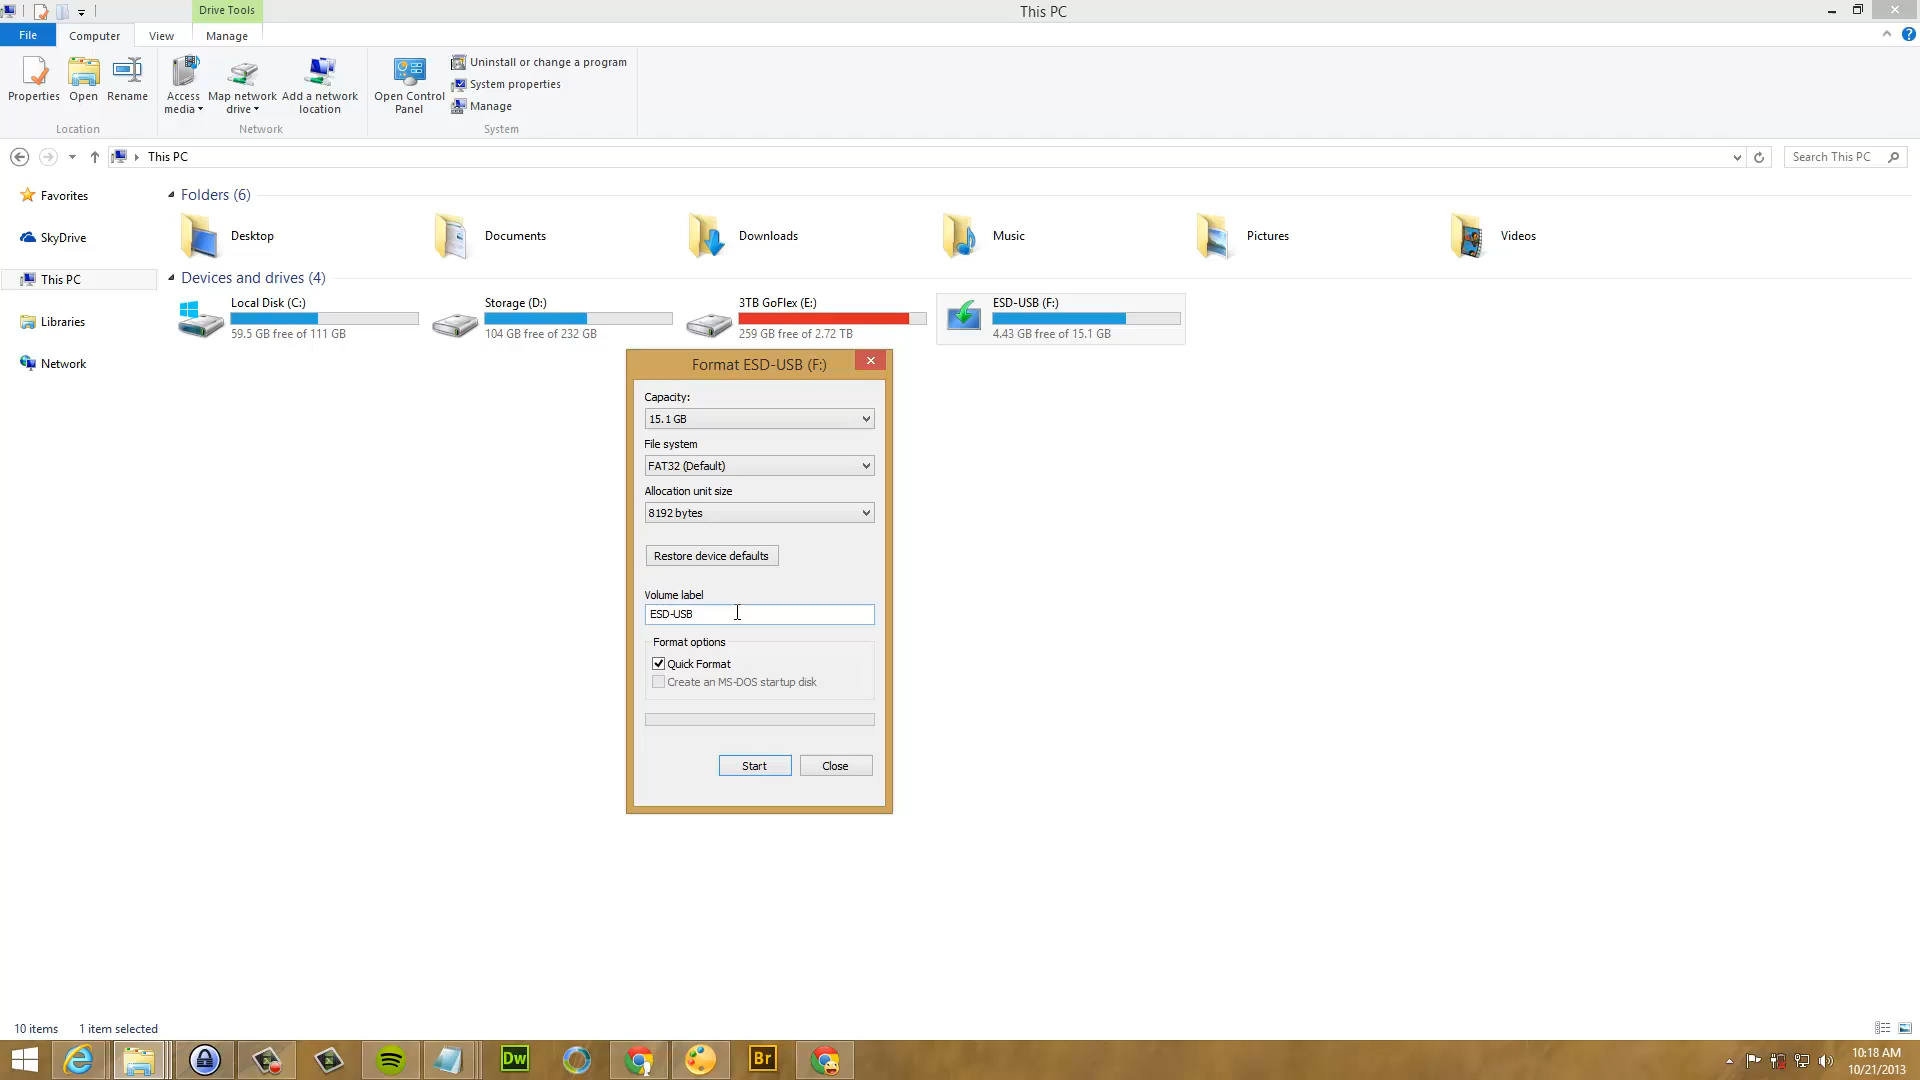 Drive Tools
This PC
File
Computer
View
Manage
Properties
Open
Rename
Access media
Map network drive
Add a network location
Open Control Panel
Uninstall or change a program
System properties
Manage
Location
Network
System
This PC
Search This PC
Favorites
SkyDrive
This PC
Libraries
Network
Folders (6)
Desktop
Documents
Downloads
Music
Pictures
Videos
Devices and drives (4)
Local Disk (C:)
59.5 GB free of 111 GB
Storage (D:)
104 GB free of 232 GB
3TB GoFlex (E:)
259 GB free of 2.72 TB
ESD-USB (F:)
4.43 GB free of 15.1 GB
Format ESD-USB (F:)
Capacity:
15.1 GB
File system
FAT32 (Default)
Allocation unit size
8192 bytes
Restore device defaults
Volume label
ESD-USB
Format options
Quick Format
Create an MS-DOS startup disk
Start
Close
10 items
1 item selected
Dw
Br
10:18 AM
10/21/2013